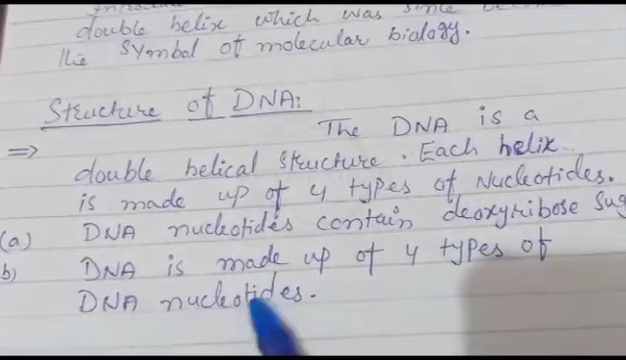 double helix which was since
the symbol of molecular biology.
Structure of DNA:
⇒ The DNA is a
double helical structure. Each helix
is made up of 4 types of Nucleotides.
(a) DNA nucleotides contain deoxyribose sug
b) DNA is made up of 4 types of
DNA nucleotides.